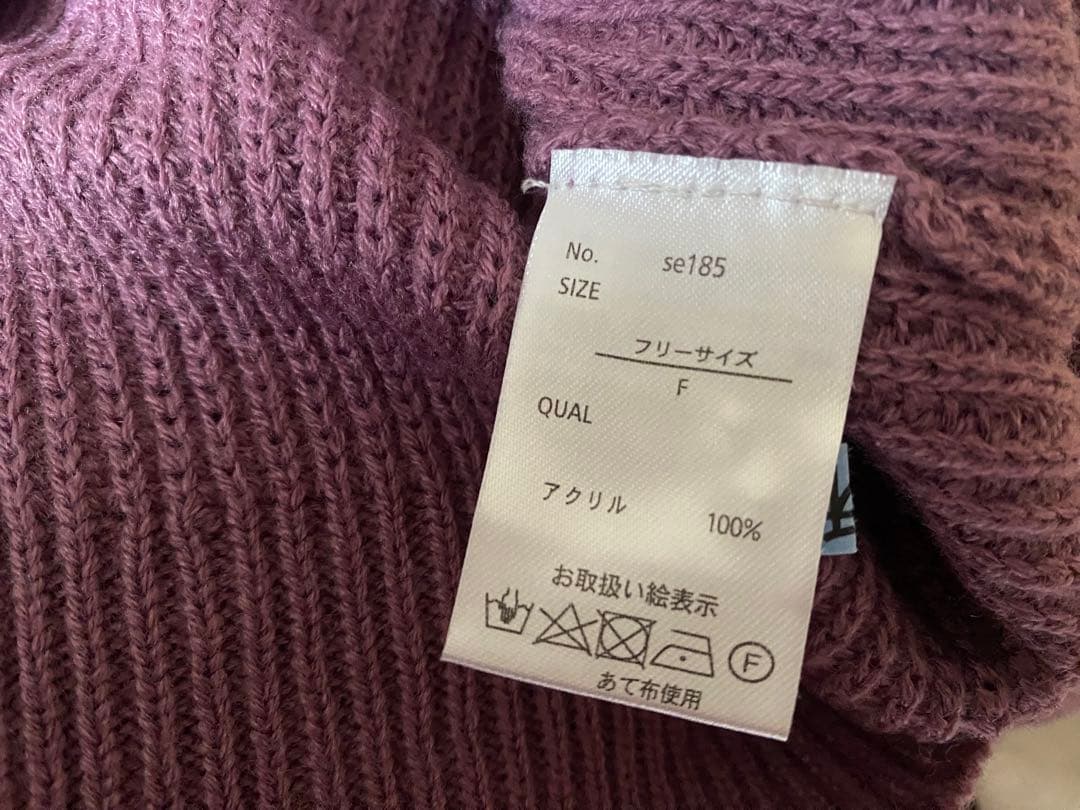 No. se185
SIZE
フリーサイズ
F
QUAL
アクリル 100%
お取扱い絵表示
F
あて布使用